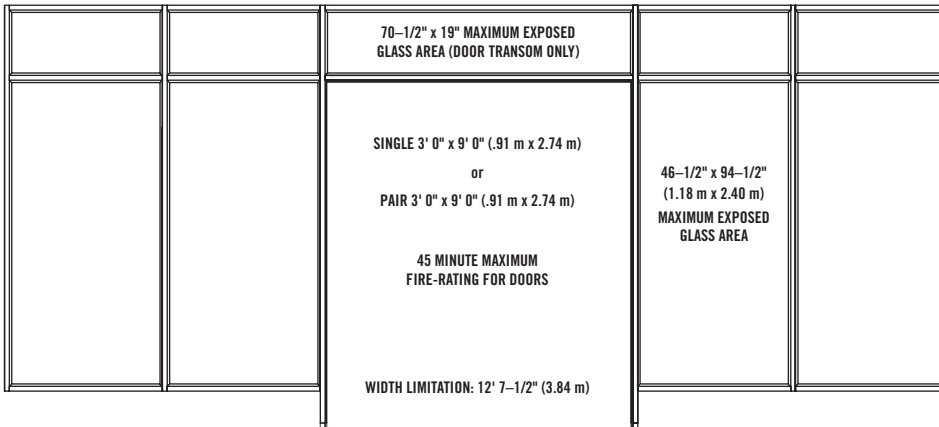 70–1/2" x 19" MAXIMUM EXPOSED
GLASS AREA (DOOR TRANSOM ONLY)
SINGLE 3' 0" x 9' 0" (.91 m x 2.74 m)
or
PAIR 3' 0" x 9' 0" (.91 m x 2.74 m)
45 MINUTE MAXIMUM
FIRE-RATING FOR DOORS
WIDTH LIMITATION: 12' 7–1/2" (3.84 m)
46–1/2" x 94–1/2"
(1.18 m x 2.40 m)
MAXIMUM EXPOSED
GLASS AREA